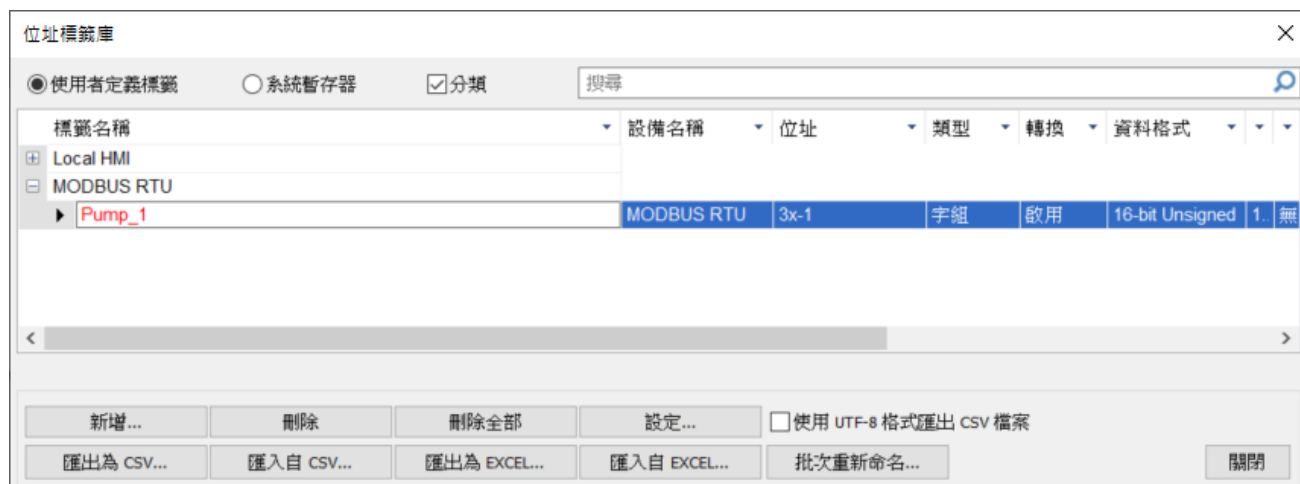 位址標籤庫
使用者定義標籤 系統暫存器 分類 搜尋
標籤名稱 設備名稱 位址 類型 轉換 資料格式
Local HMI
MODBUS RTU
Pump_1 MODBUS RTU 3x-1 字組 啟用 16-bit Unsigned 1.. 無
新增... 刪除 刪除全部 設定... 使用 UTF-8 格式匯出 CSV 檔案
匯出為 CSV... 匯入自 CSV... 匯出為 EXCEL... 匯入自 EXCEL... 批次重新命名... 關閉